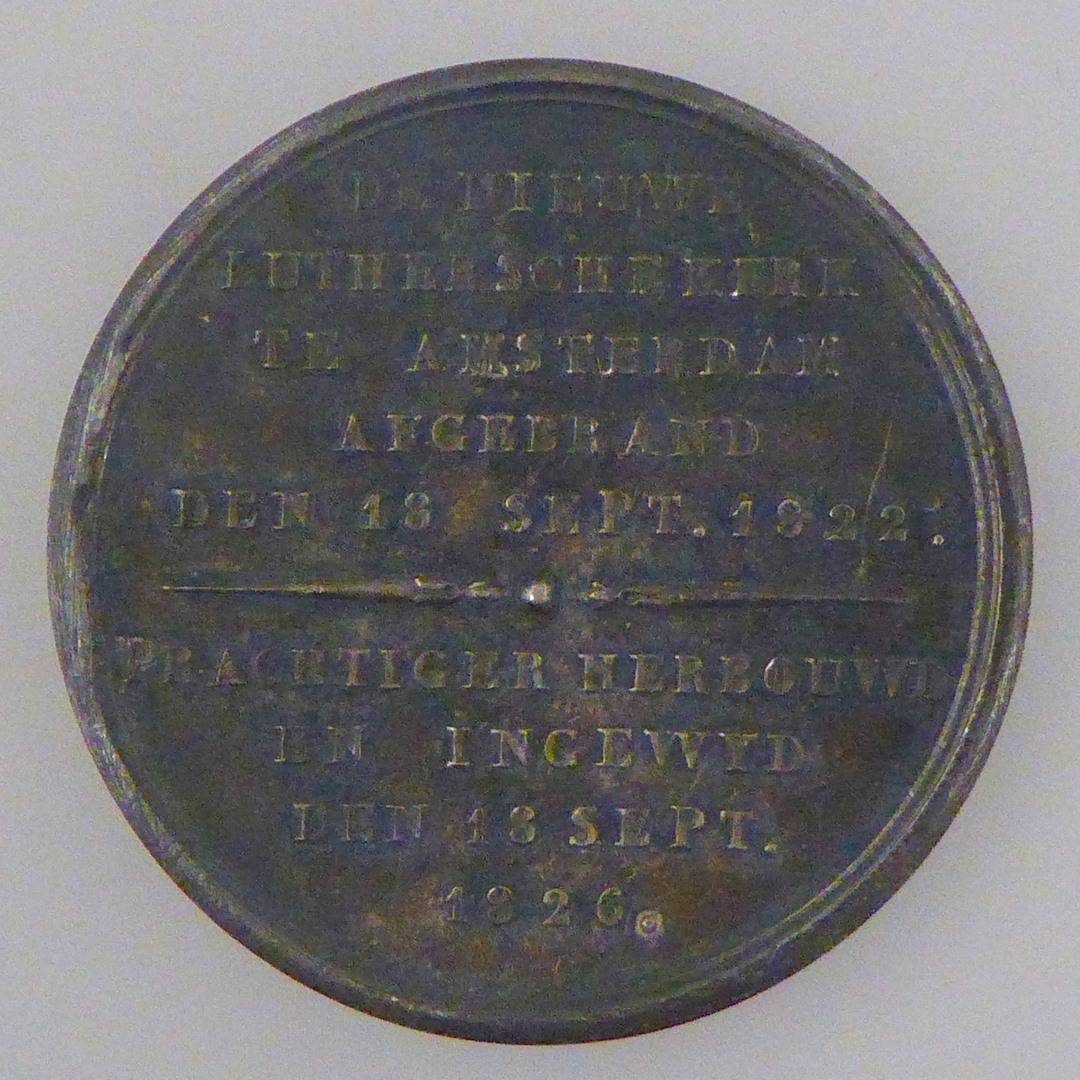 DE NIEUWE
LUTHERSCHE KERK
TE AMSTERDAM
AFGEBRAND
DEN 18 SEPT. 1822:
PRACHTIGER HERBOUWD
EN INGEWYD
DEN 18 SEPT.
1826.